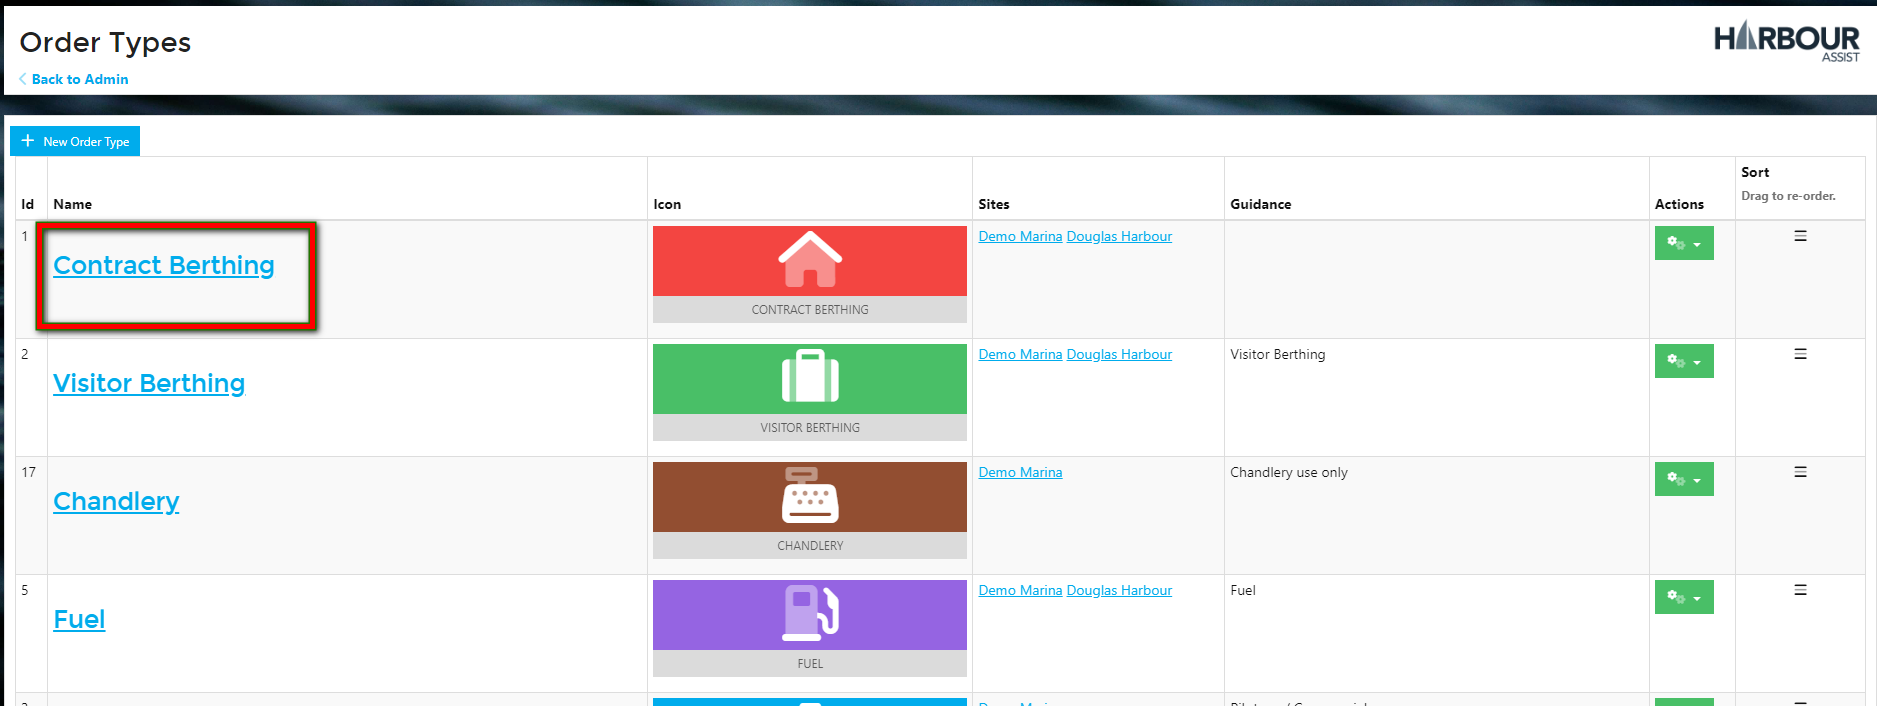 Order Types
HARBOUR
ASSIST
Back to Admin
New Order Type
Id Name Icon Sites Guidance Actions Sort
Drag to re-order.
1 Contract Berthing CONTRACT BERTHING Demo Marina Douglas Harbour
2 Visitor Berthing VISITOR BERTHING Demo Marina Douglas Harbour Visitor Berthing
17 Chandlery CHANDLERY Demo Marina Chandlery use only
5 Fuel FUEL Demo Marina Douglas Harbour Fuel